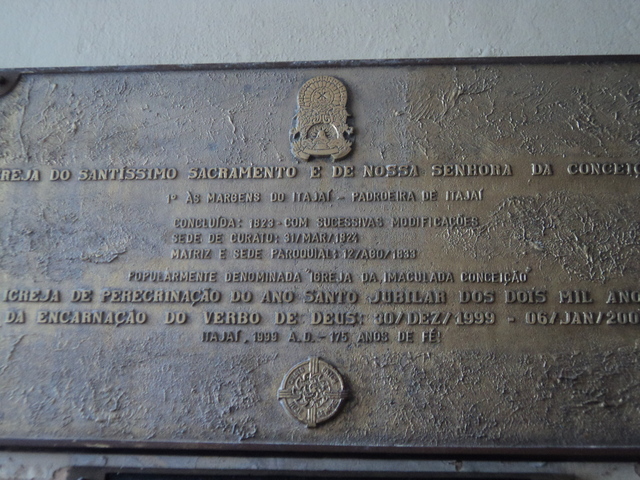 REJA DO SANTÍSSIMO SACRAMENTO E DE NOSSA SENHORA DA CONCEIÇ
1º ÀS MARGENS DO ITAJAÍ - PADROEIRA DE ITAJAÍ
CONCLUÍDA: 1823 - COM SUCESSIVAS MODIFICAÇÕES
SEDE DE CURATO: 31/MAR/1824
MATRIZ E SEDE PAROQUIAL: 12/AGO/1833
POPULARMENTE DENOMINADA "IGREJA DA IMACULADA CONCEIÇÃO"
IGREJA DE PEREGRINAÇÃO DO ANO SANTO JUBILAR DOS DOIS MIL ANO
DA ENCARNAÇÃO DO VERBO DE DEUS: 30/DEZ/1999 - 06/JAN/200
ITAJAÍ, 1999 A.D. - 175 ANOS DE FÉ!